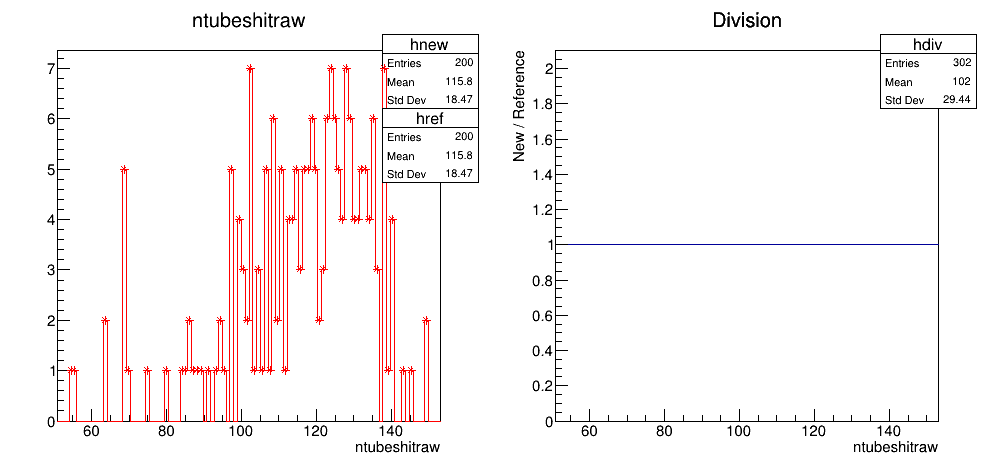 ntubeshitraw
hnew
Entries 200
Mean 115.8
Std Dev 18.47
href
Entries 200
Mean 115.8
Std Dev 18.47
7
6
5
4
3
2
1
0
60 80 100 120 140
ntubeshitraw
Division
hdiv
Entries 302
Mean 102
Std Dev 29.44
New / Reference
2
1.8
1.6
1.4
1.2
1
0.8
0.6
0.4
0.2
0
60 80 100 120 140
ntubeshitraw